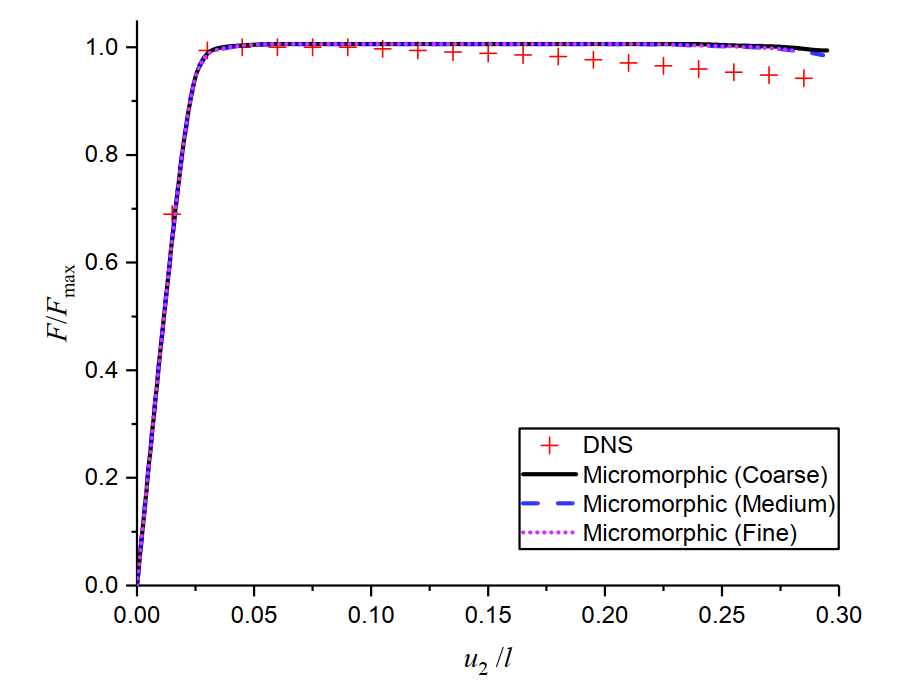 1.0
0.8
0.6
0.4
0.2
0.0
F/Fmax
DNS
Micromorphic (Coarse)
Micromorphic (Medium)
Micromorphic (Fine)
0.00 0.05 0.10 0.15 0.20 0.25 0.30
u2 /l